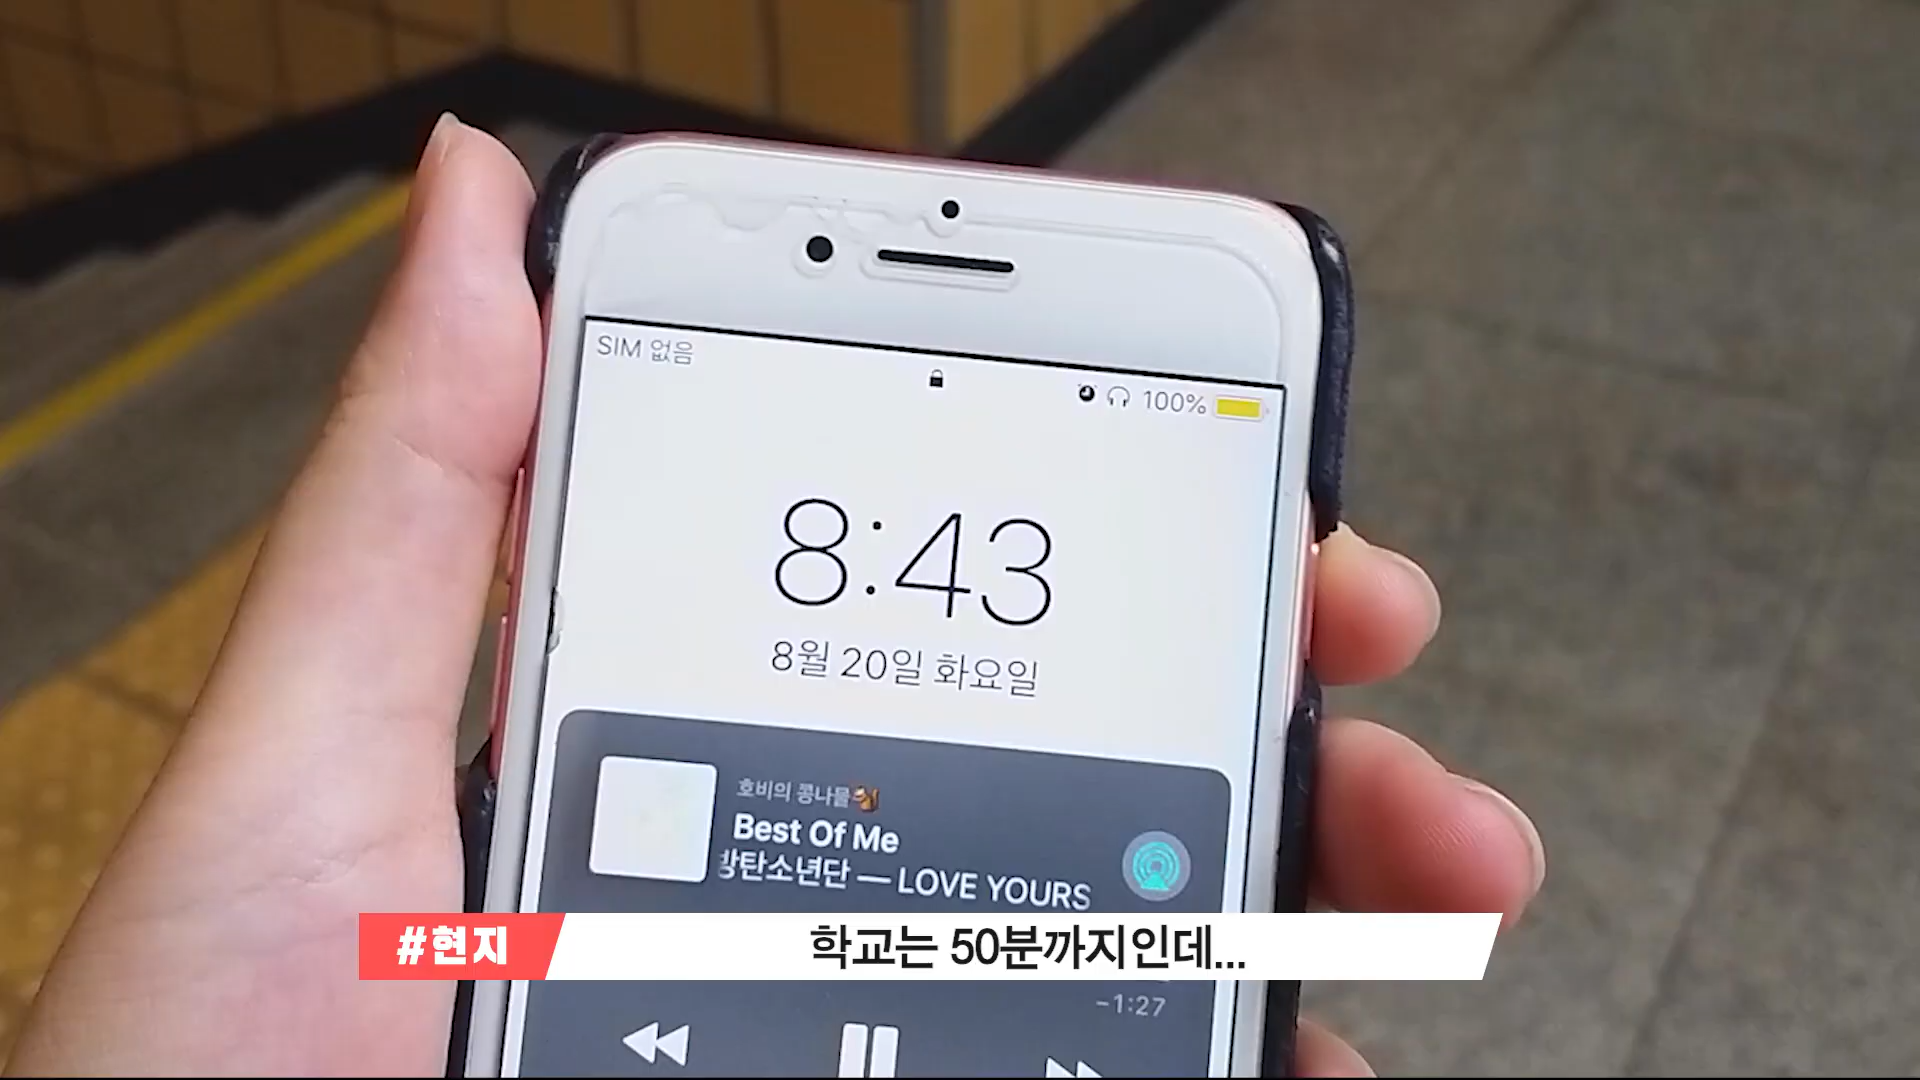 SIM 없음
100%
8:43
8월 20일 화요일
호비의 콩나물🐿️
Best Of Me
방탄소년단 — LOVE YOURS
#현지
학교는 50분까지인데...
-1:27